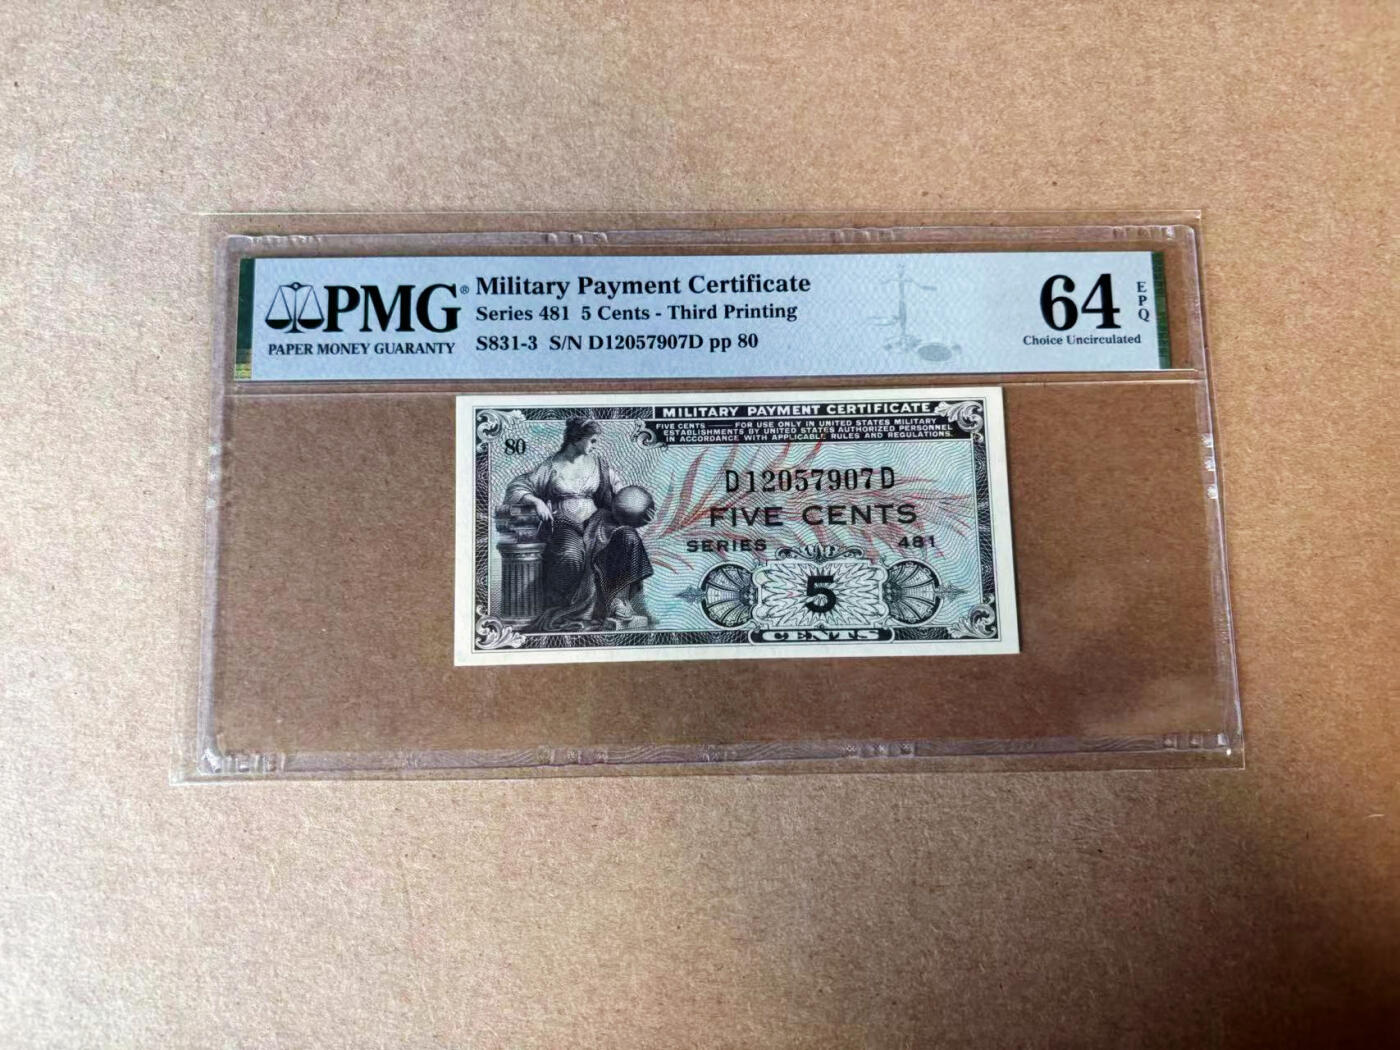 PMG®
PAPER MONEY GUARANTY
Military Payment Certificate
Series 481 5 Cents - Third Printing
S831-3 S/N D12057907D pp 80
64
EPQ
Choice Uncirculated
MILITARY PAYMENT CERTIFICATE
FIVE CENTS — FOR USE ONLY IN UNITED STATES MILITARY
ESTABLISHMENTS BY UNITED STATES AUTHORIZED PERSONNEL
IN ACCORDANCE WITH APPLICABLE RULES AND REGULATIONS.
80
D12057907D
FIVE CENTS
SERIES 481
5
CENTS